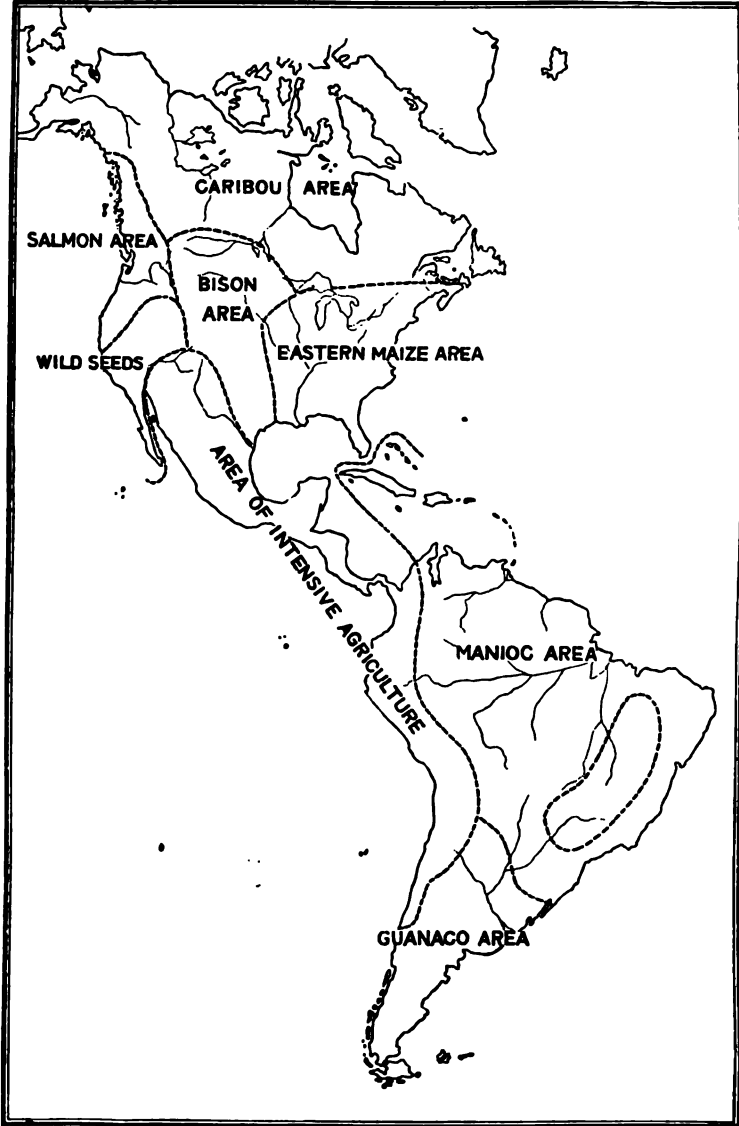 CARIBOU AREA
SALMON AREA
BISON
AREA
EASTERN MAIZE AREA
WILD SEEDS
AREA OF INTENSIVE AGRICULTURE
MANIOC AREA
GUANACO AREA